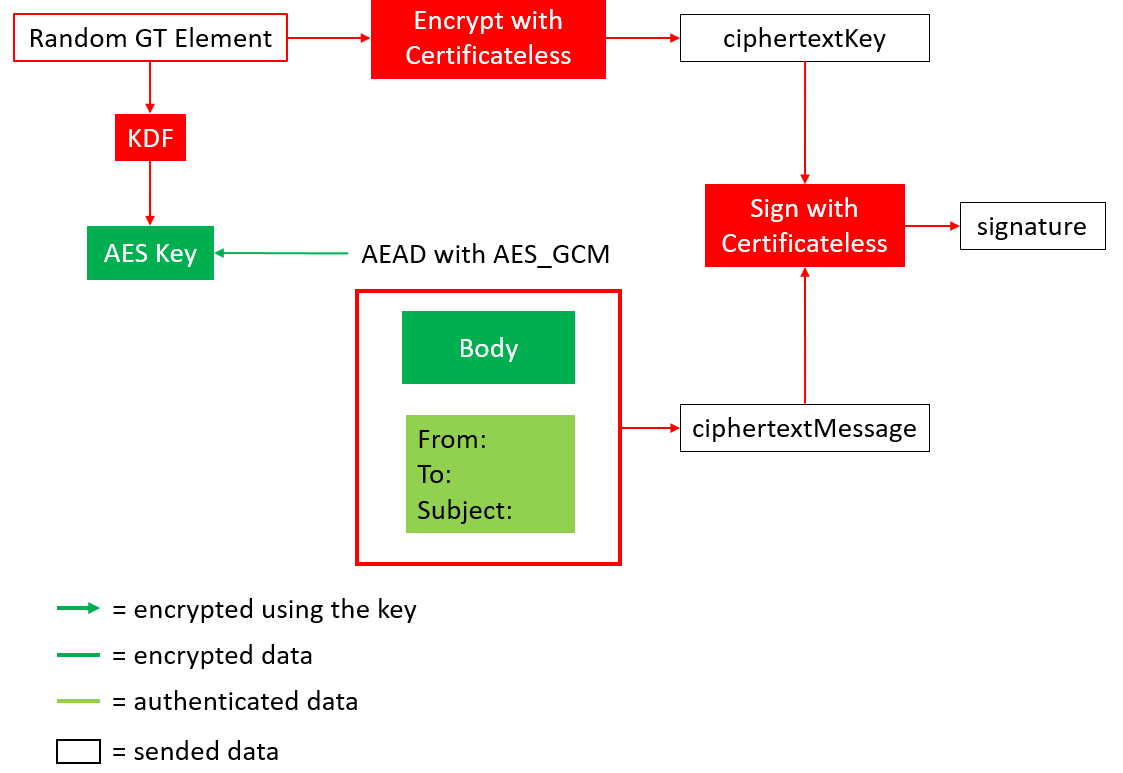 Random GT Element
Encrypt with
Certificateless
ciphertextKey
KDF
Sign with
Certificateless
signature
AES Key
AEAD with AES_GCM
Body
From:
To:
Subject:
ciphertextMessage
= encrypted using the key
= encrypted data
= authenticated data
= sended data